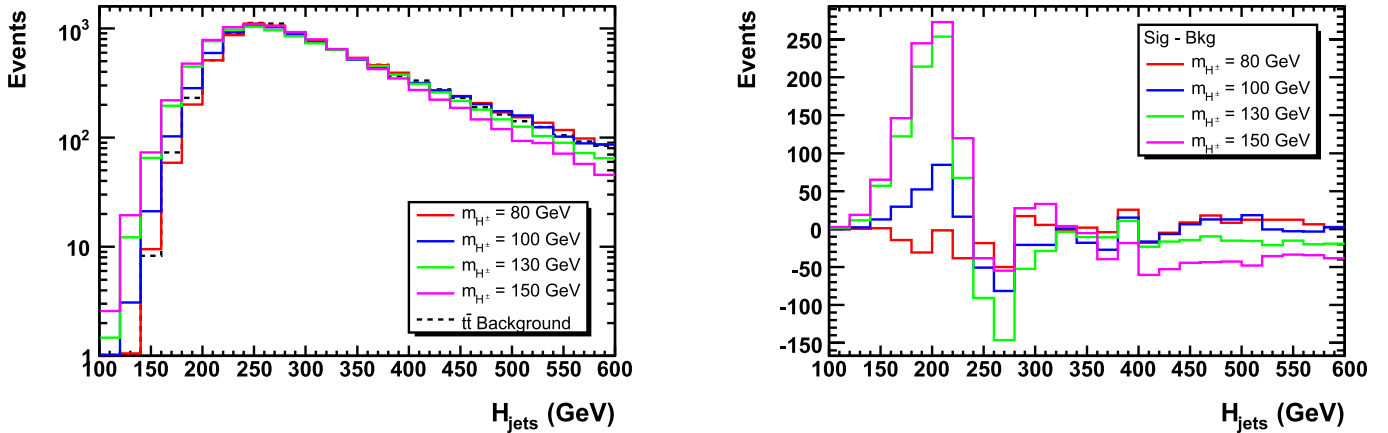 Events
10³
10²
10
1
m_H± = 80 GeV
m_H± = 100 GeV
m_H± = 130 GeV
m_H± = 150 GeV
tt̄ Background
100 150 200 250 300 350 400 450 500 550 600
H_jets (GeV)
Events
250
200
150
100
50
0
-50
-100
-150
Sig - Bkg
m_H± = 80 GeV
m_H± = 100 GeV
m_H± = 130 GeV
m_H± = 150 GeV
100 150 200 250 300 350 400 450 500 550 600
H_jets (GeV)